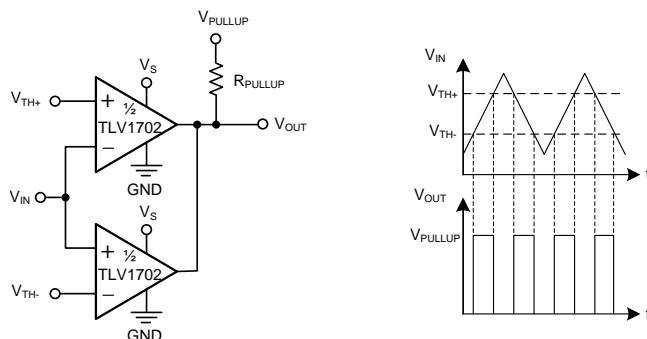 VPULLUP
VS
RPULLUP
VTH+
+
½
TLV1702
−
VOUT
GND
VIN
VS
+
½
TLV1702
VTH-
−
GND
VIN
VTH+
VTH-
t
VOUT
VPULLUP
t